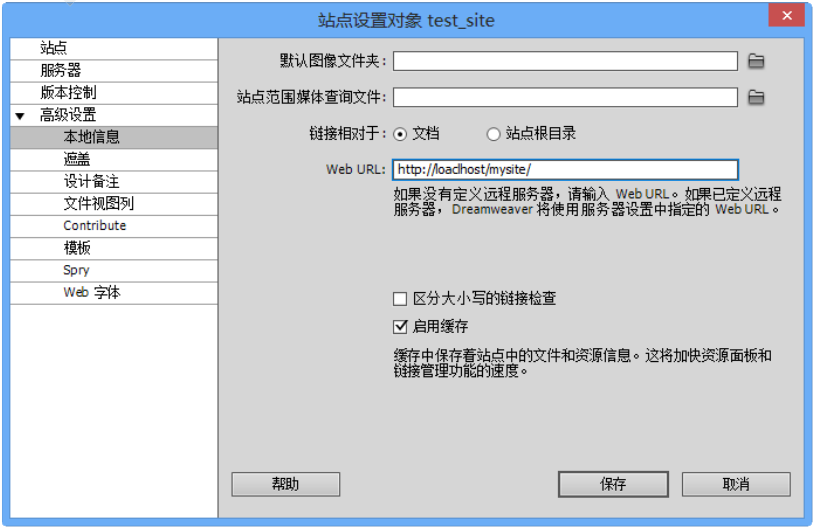 站点设置对象 test_site
站点
服务器
版本控制
高级设置
本地信息
遮盖
设计备注
文件视图列
Contribute
模板
Spry
Web 字体
默认图像文件夹:
站点范围媒体查询文件:
链接相对于: 文档 站点根目录
Web URL: http://loaclhost/mysite/
如果没有定义远程服务器,请输入 Web URL。如果已定义远程
服务器, Dreamweaver 将使用服务器设置中指定的 Web URL。
区分大小写的链接检查
启用缓存
缓存中保存着站点中的文件和资源信息。这将加快资源面板和
链接管理功能的速度。
帮助 保存 取消